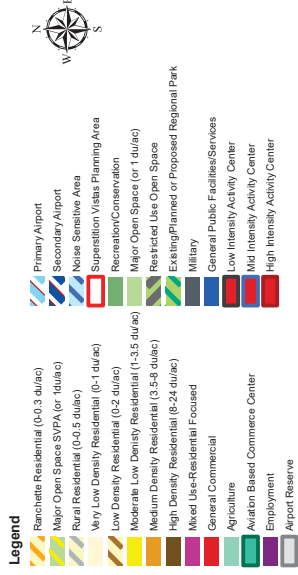 Legend
Ranchette Residential (0-0.3 du/ac)
Major Open Space SVPA (or 1du/ac)
Rural Residential (0-0.5 du/ac)
Very Low Density Residential (0-1 du/ac)
Low Density Residential (0-2 du/ac)
Moderate Low Denisty Residential (1-3.5 du/ac)
Medium Density Residential (3.5-8 du/ac)
High Density Residential (8-24 du/ac)
Mixed Use-Residential Focused
General Commercial
Agriculture
Aviation Based Commerce Center
Employment
Airport Reserve
Primary Airport
Secondary Airport
Noise Sensitive Area
Superstition Vistas Planning Area
Recreation/Conservation
Major Open Space (or 1 du/ac)
Restricted Use Open Space
Existing/Planned or Proposed Regional Park
Military
General Public Facilities/Services
Low Intensity Activity Center
Mid Intensity Activity Center
High Intensity Activity Center
N
W
E
S